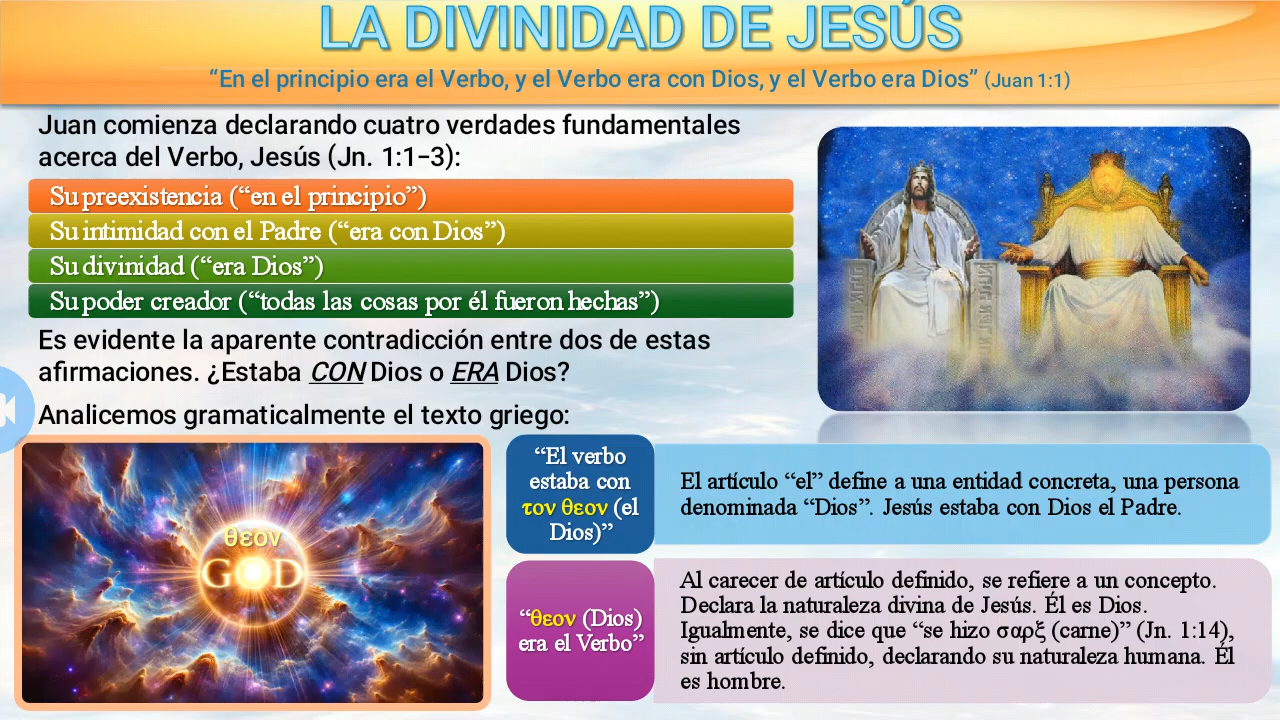 LA DIVINIDAD DE JESÚS
“En el principio era el Verbo, y el Verbo era con Dios, y el Verbo era Dios” (Juan 1:1)
Juan comienza declarando cuatro verdades fundamentales
acerca del Verbo, Jesús (Jn. 1:1-3):
Su preexistencia (“en el principio”)
Su intimidad con el Padre (“era con Dios”)
Su divinidad (“era Dios”)
Su poder creador (“todas las cosas por él fueron hechas”)
Es evidente la aparente contradicción entre dos de estas
afirmaciones. ¿Estaba CON Dios o ERA Dios?
Analicemos gramaticalmente el texto griego:
θεον
GOD
“El verbo
estaba con
τον θεον (el
Dios)”
El artículo “el” define a una entidad concreta, una persona
denominada “Dios”. Jesús estaba con Dios el Padre.
“θεον (Dios)
era el Verbo”
Al carecer de artículo definido, se refiere a un concepto.
Declara la naturaleza divina de Jesús. Él es Dios.
Igualmente, se dice que “se hizo σαρξ (carne)” (Jn. 1:14),
sin artículo definido, declarando su naturaleza humana. Él
es hombre.